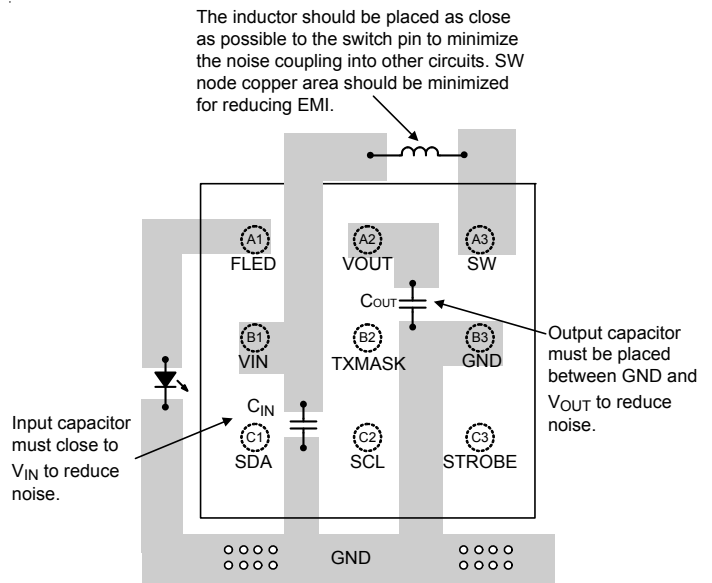 The inductor should be placed as close
as possible to the switch pin to minimize
the noise coupling into other circuits. SW
node copper area should be minimized
for reducing EMI.
A1
A2
A3
FLED
VOUT
SW
COUT
B1
B2
B3
VIN
TXMASK
GND
Output capacitor
must be placed
between GND and
VOUT to reduce
noise.
CIN
Input capacitor
must close to
VIN to reduce
noise.
C1
C2
C3
SDA
SCL
STROBE
GND